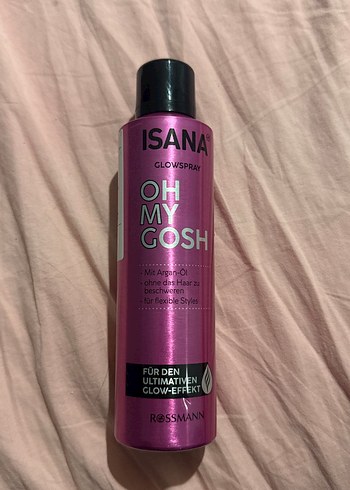 ISANA
GLOWSPRAY
OH
MY
GOSH
· Mit Argan-Öl
· ohne das Haar zu
beschweren
· für flexible Styles
FÜR DEN
ULTIMATIVEN
GLOW-EFFEKT
ROSSMANN